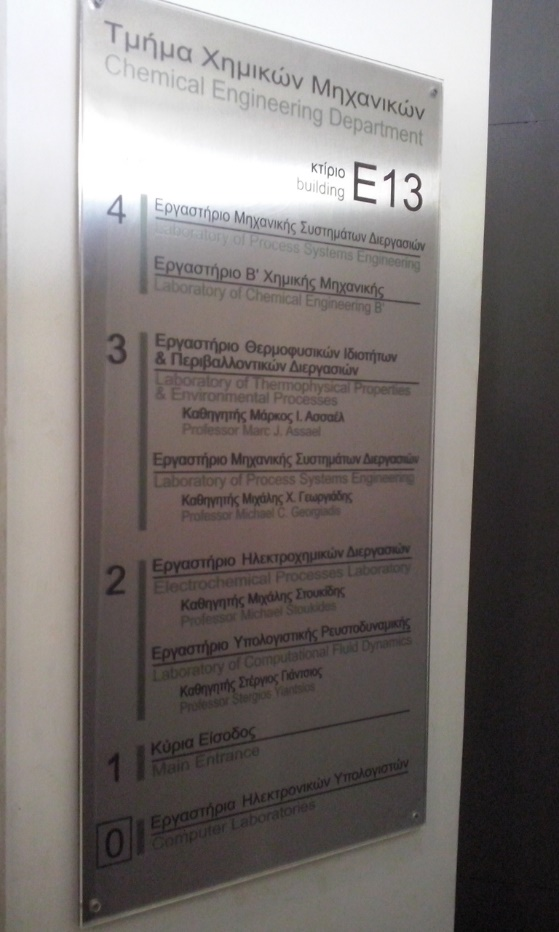 Τμήμα Χημικών Μηχανικών
Chemical Engineering Department
κτίριο
building
E13
4
Εργαστήριο Μηχανικής Συστημάτων Διεργασιών
Laboratory of Process Systems Engineering
Εργαστήριο Β' Χημικής Μηχανικής
Laboratory of Chemical Engineering B'
3
Εργαστήριο Θερμοφυσικών Ιδιοτήτων
& Περιβαλλοντικών Διεργασιών
Laboratory of Thermophysical Properties
& Environmental Processes
Καθηγητής Μάρκος Ι. Ασσαέλ
Professor Marc J. Assael
Εργαστήριο Μηχανικής Συστημάτων Διεργασιών
Laboratory of Process Systems Engineering
Καθηγητής Μιχάλης Χ. Γεωργιάδης
Professor Michael C. Georgiadis
2
Εργαστήριο Ηλεκτροχημικών Διεργασιών
Electrochemical Processes Laboratory
Καθηγητής Μιχάλης Στουκίδης
Professor Michael Stoukides
Εργαστήριο Υπολογιστικής Ρευστοδυναμικής
Laboratory of Computational Fluid Dynamics
Καθηγητής Στέργιος Γιάντσιος
Professor Stergios Yiantsios
1
Κύρια Είσοδος
Main Entrance
0
Εργαστήρια Ηλεκτρονικών Υπολογιστών
Computer Laboratories